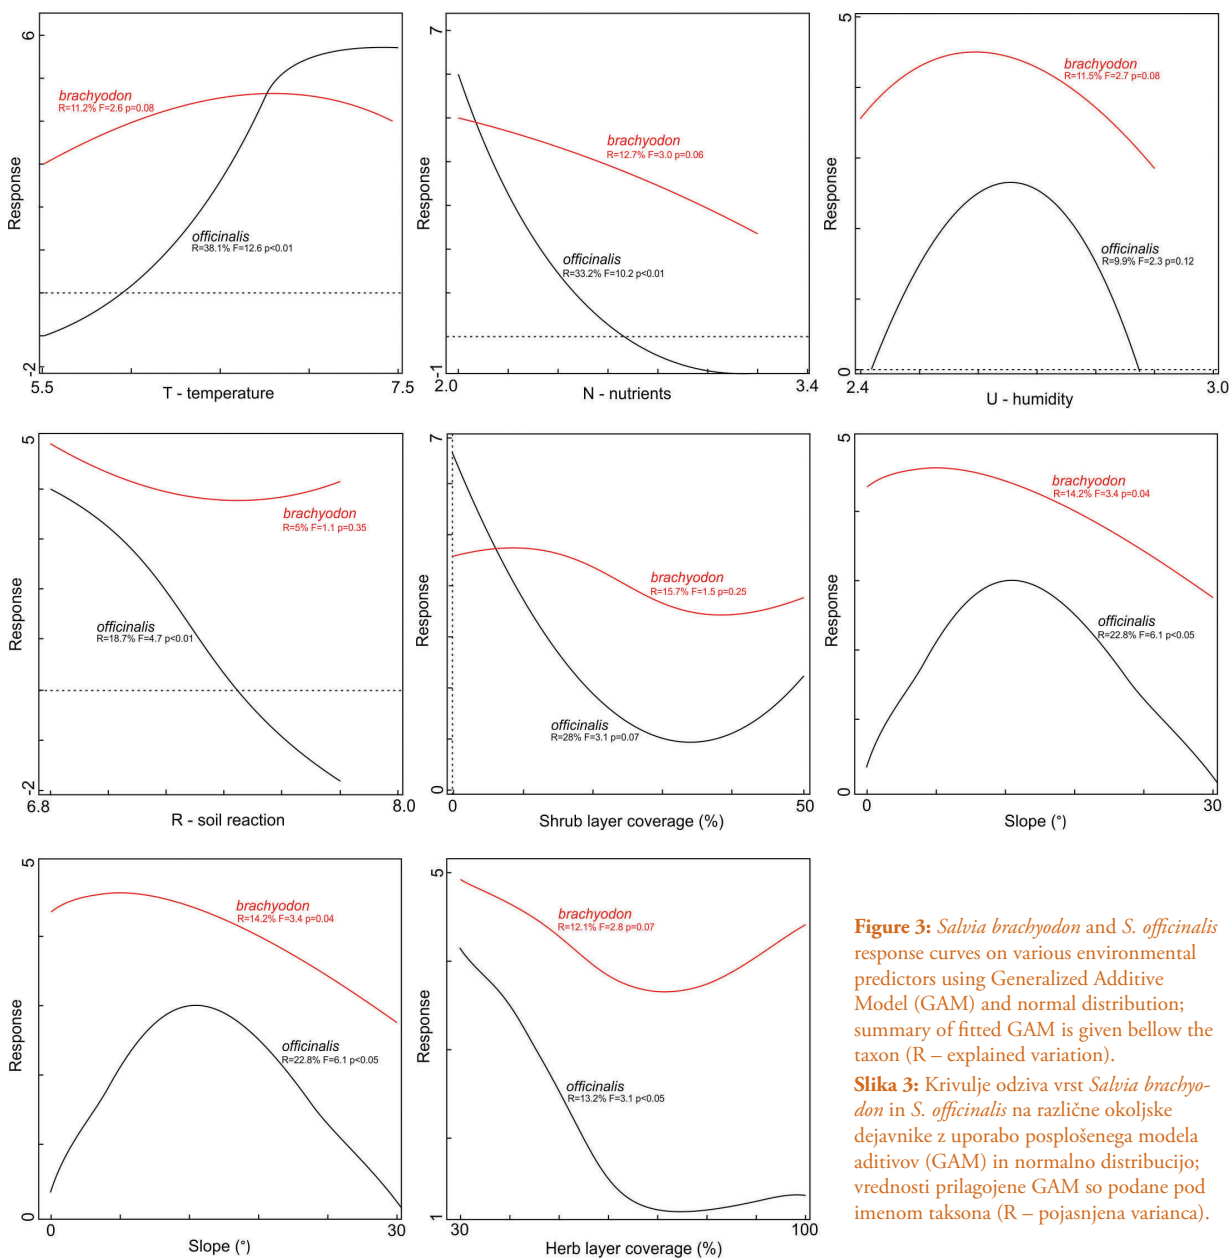 6
Response
brachyodon
R=11.2% F=2.6 p=0.08
officinalis
R=38.1% F=12.6 p<0.01
-2
5.5
7.5
T - temperature
7
Response
brachyodon
R=12.7% F=3.0 p=0.06
officinalis
R=33.2% F=10.2 p<0.01
-1
2.0
3.4
N - nutrients
5
Response
brachyodon
R=11.5% F=2.7 p=0.08
officinalis
R=9.9% F=2.3 p=0.12
0
2.4
3.0
U - humidity
5
Response
brachyodon
R=5% F=1.1 p=0.35
officinalis
R=18.7% F=4.7 p<0.01
-2
6.8
8.0
R - soil reaction
7
Response
brachyodon
R=15.7% F=1.5 p=0.25
officinalis
R=28% F=3.1 p=0.07
0
0
50
Shrub layer coverage (%)
5
Response
brachyodon
R=14.2% F=3.4 p=0.04
officinalis
R=22.8% F=6.1 p<0.05
0
0
30
Slope (°)
5
Response
brachyodon
R=14.2% F=3.4 p=0.04
officinalis
R=22.8% F=6.1 p<0.05
0
0
30
Slope (°)
5
Response
brachyodon
R=12.1% F=2.8 p=0.07
officinalis
R=13.2% F=3.1 p<0.05
1
30
100
Herb layer coverage (%)
Figure 3: Salvia brachyodon and S. officinalis
response curves on various environmental
predictors using Generalized Additive
Model (GAM) and normal distribution;
summary of fitted GAM is given bellow the
taxon (R – explained variation).
Slika 3: Krivulje odziva vrst Salvia brachyo-
don in S. officinalis na različne okoljske
dejavnike z uporabo posplošenega modela
aditivov (GAM) in normalno distribucijo;
vrednosti prilagojene GAM so podane pod
imenom taksona (R – pojasnjena varianca).